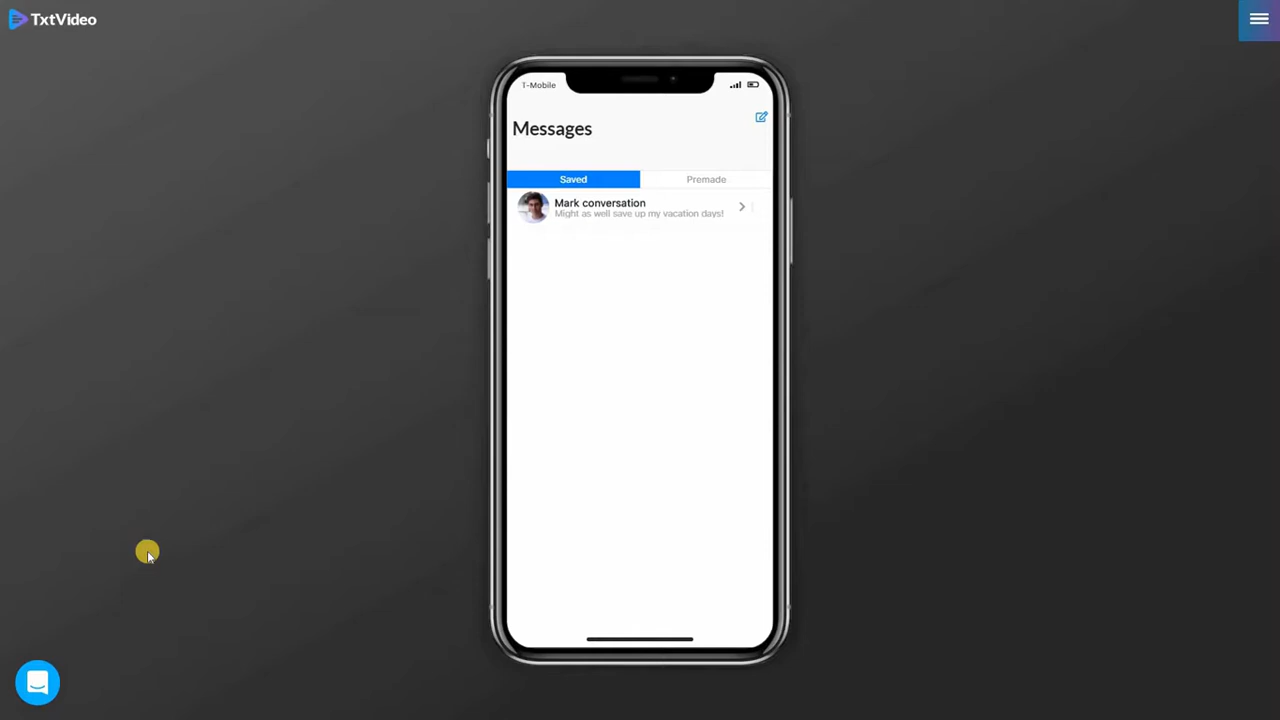 TxtVideo
T-Mobile
Messages
Saved
Premade
Mark conversation
Might as well save up my vacation days!